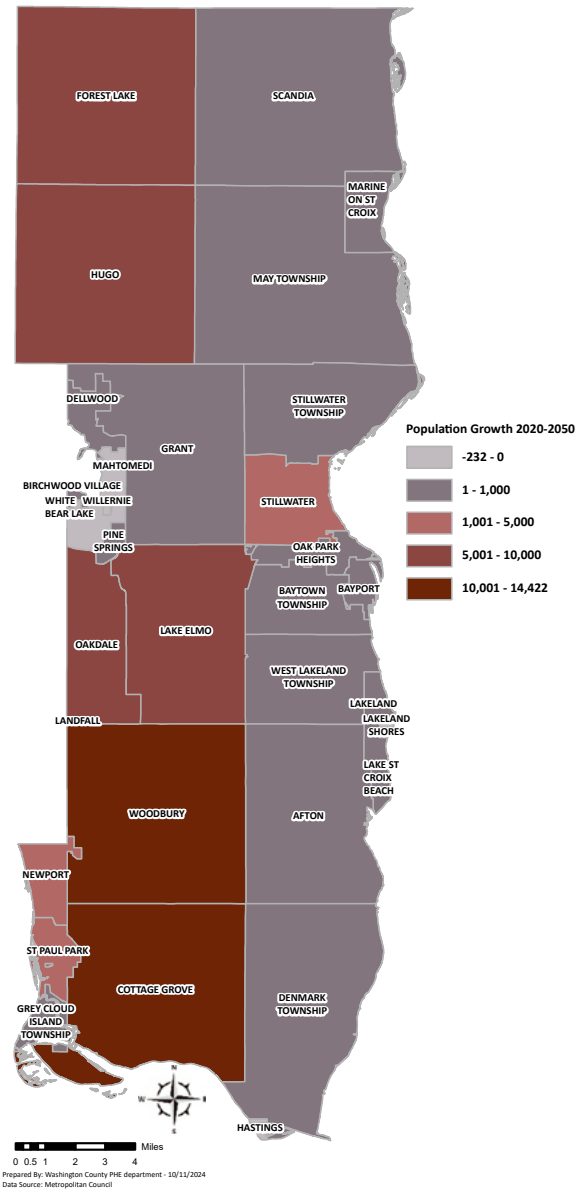 FOREST LAKE
SCANDIA
MARINE
ON ST
CROIX
HUGO
MAY TOWNSHIP
DELLWOOD
STILLWATER
TOWNSHIP
GRANT
MAHTOMEDI
BIRCHWOOD VILLAGE
WHITE
BEAR LAKE
WILLERNIE
PINE
SPRINGS
STILLWATER
OAK PARK
HEIGHTS
BAYTOWN
TOWNSHIP
BAYPORT
OAKDALE
LAKE ELMO
WEST LAKELAND
TOWNSHIP
LAKELAND
LAKELAND
SHORES
LANDFALL
LAKE ST
CROIX
BEACH
WOODBURY
AFTON
NEWPORT
ST PAUL PARK
COTTAGE GROVE
DENMARK
TOWNSHIP
GREY CLOUD
ISLAND
TOWNSHIP
HASTINGS
Population Growth 2020-2050
-232 - 0
1 - 1,000
1,001 - 5,000
5,001 - 10,000
10,001 - 14,422
N
W
S
0 0.5 1 2 3 4 Miles
Prepared By: Washington County PHE department - 10/11/2024
Data Source: Metropolitan Council